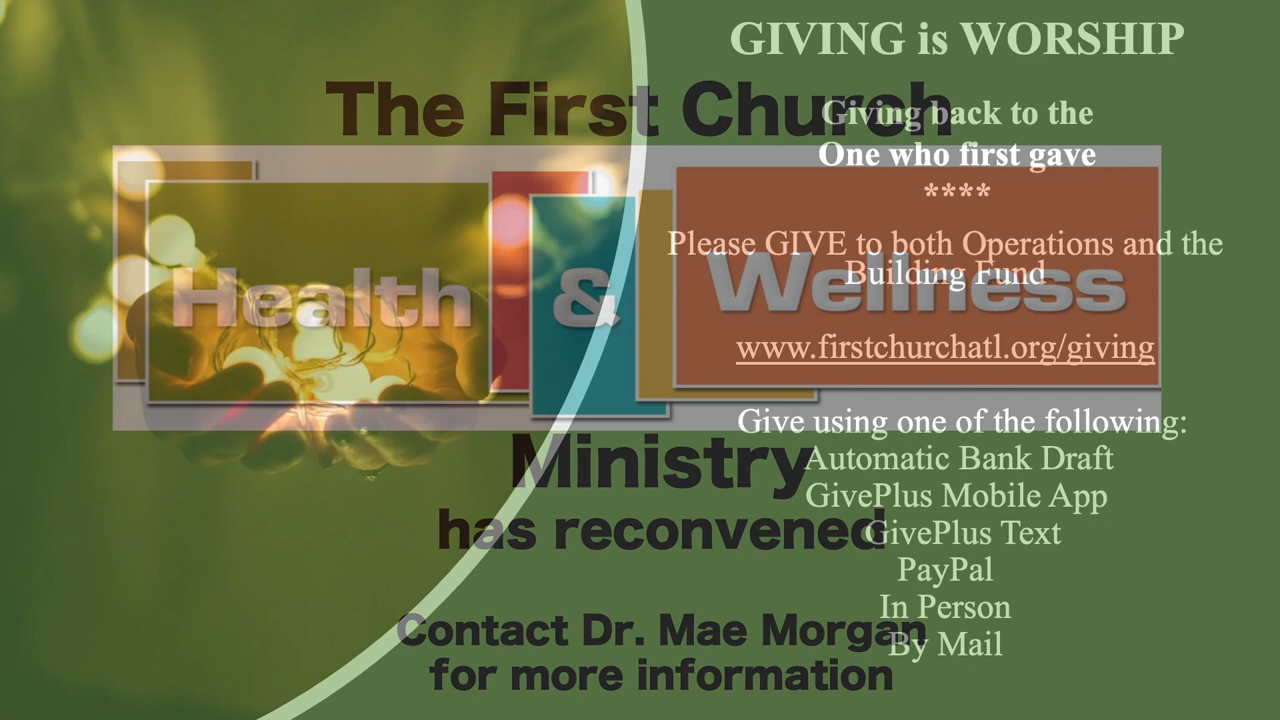 GIVING is WORSHIP
Giving back to the
One who first gave
****
Please GIVE to both Operations and the
Building Fund
www.firstchurchatl.org/giving
Give using one of the following:
Automatic Bank Draft
GivePlus Mobile App
GivePlus Text
PayPal
In Person
By Mail
The First Church
Health & Wellness
Ministry
has reconvened
Contact Dr. Mae Morgan
for more information